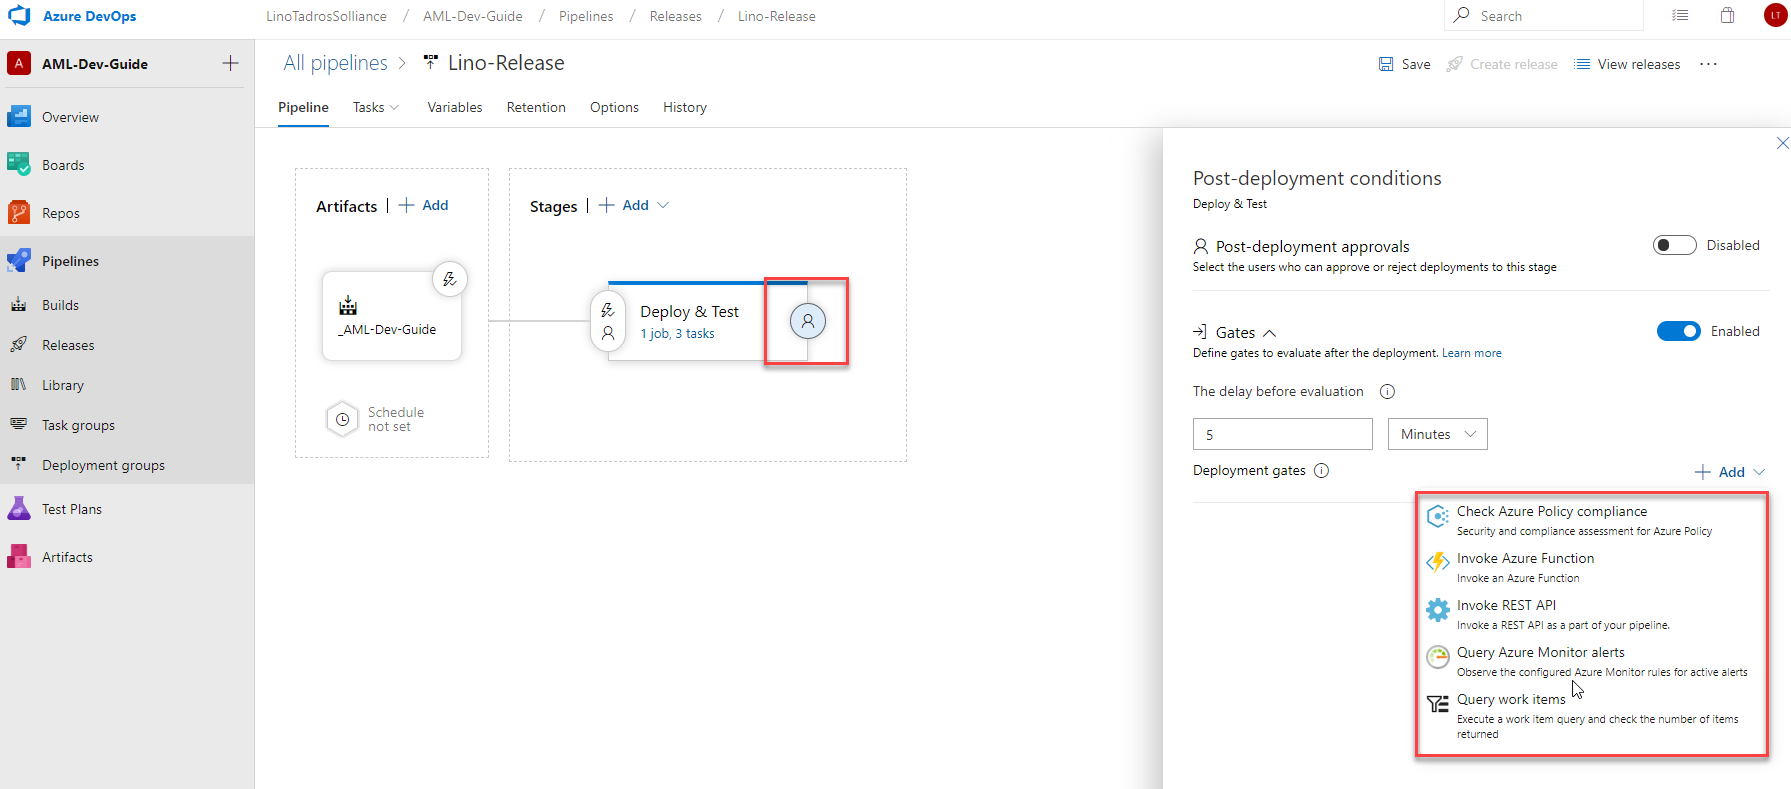 Azure DevOps
LinoTadrosSolliance / AML-Dev-Guide / Pipelines / Releases / Lino-Release
Search
LT
A
AML-Dev-Guide
Overview
Boards
Repos
Pipelines
Builds
Releases
Library
Task groups
Deployment groups
Test Plans
Artifacts
All pipelines > Lino-Release
Save
Create release
View releases
...
Pipeline
Tasks
Variables
Retention
Options
History
Artifacts | + Add
_AML-Dev-Guide
Schedule
not set
Stages | + Add
Deploy & Test
1 job, 3 tasks
Post-deployment conditions
Deploy & Test
Post-deployment approvals
Disabled
Select the users who can approve or reject deployments to this stage
Gates
Enabled
Define gates to evaluate after the deployment. Learn more
The delay before evaluation
5
Minutes
Deployment gates
+ Add
Check Azure Policy compliance
Security and compliance assessment for Azure Policy
Invoke Azure Function
Invoke an Azure Function
Invoke REST API
Invoke a REST API as a part of your pipeline.
Query Azure Monitor alerts
Observe the configured Azure Monitor rules for active alerts
Query work items
Execute a work item query and check the number of items
returned